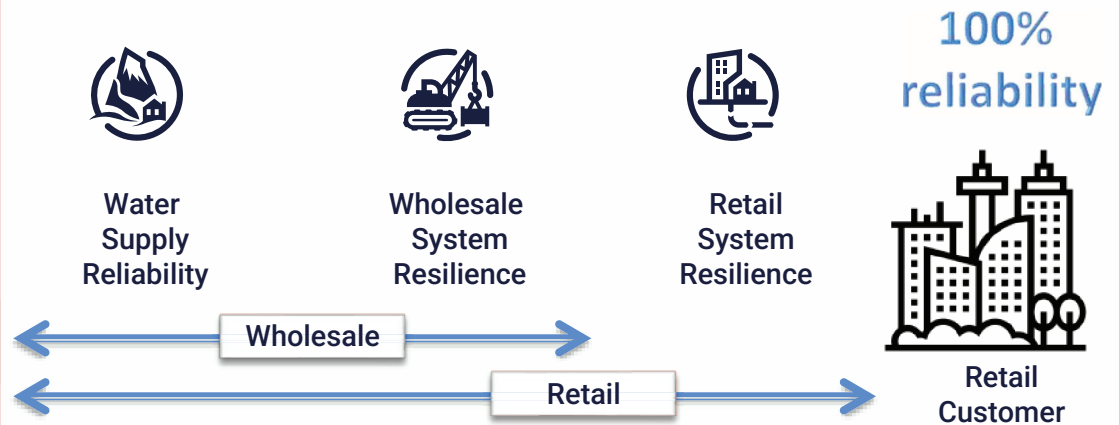 100%
reliability
Water
Supply
Reliability
Wholesale
System
Resilience
Retail
System
Resilience
Wholesale
Retail
Retail
Customer